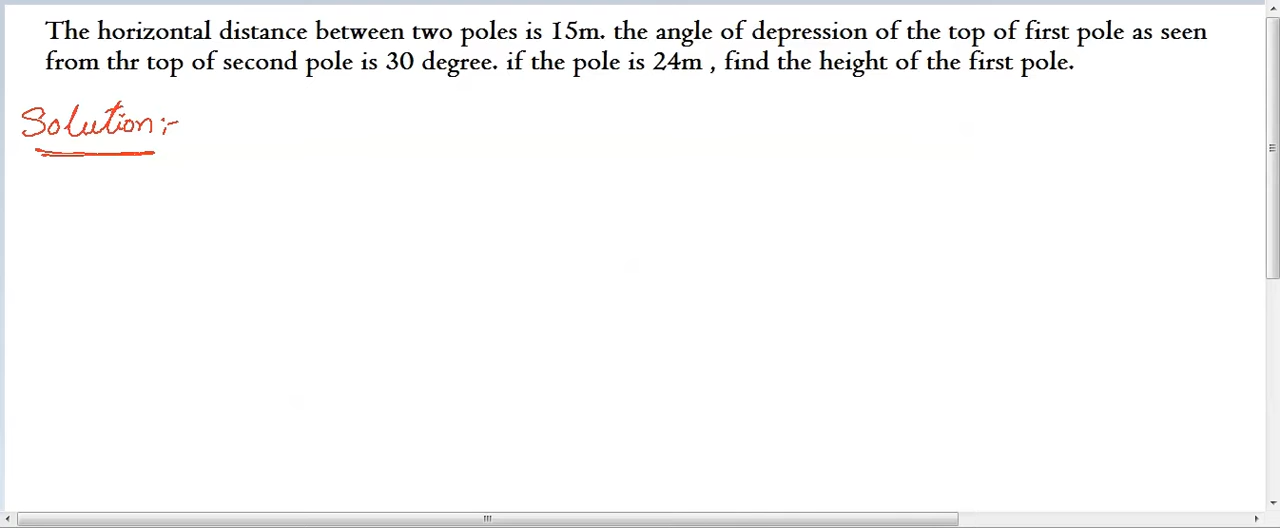 The horizontal distance between two poles is 15m. the angle of depression of the top of first pole as seen
from thr top of second pole is 30 degree. if the pole is 24m , find the height of the first pole.
Solution:-